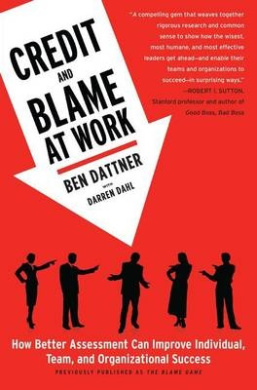 "A compelling gem that weaves together
rigorous research and common
sense to show how the wisest,
most humane, and most effective
leaders get ahead—and enable their
teams and organizations to
succeed—in surprising ways."
—ROBERT I. SUTTON,
Stanford professor and author of
Good Boss, Bad Boss
CREDIT
AND
BLAME
AT WORK
BEN DATTNER
WITH
DARREN DAHL
How Better Assessment Can Improve Individual,
Team, and Organizational Success
PREVIOUSLY PUBLISHED AS THE BLAME GAME